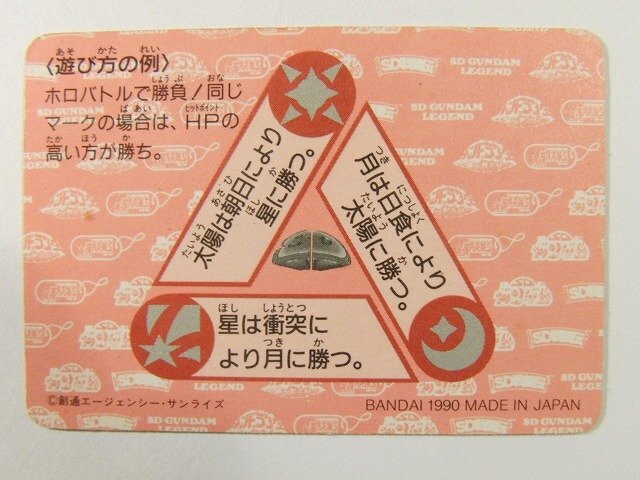 〈遊び方の例〉
ホロバトルで勝負!同じ
マークの場合は、HPの
高い方が勝ち。
太陽は朝日により
星に勝つ。
月は日食により
太陽に勝つ。
星は衝突に
より月に勝つ。
©創通エージェンシー・サンライズ
BANDAI 1990 MADE IN JAPAN
SD GUNDAM
LEGEND